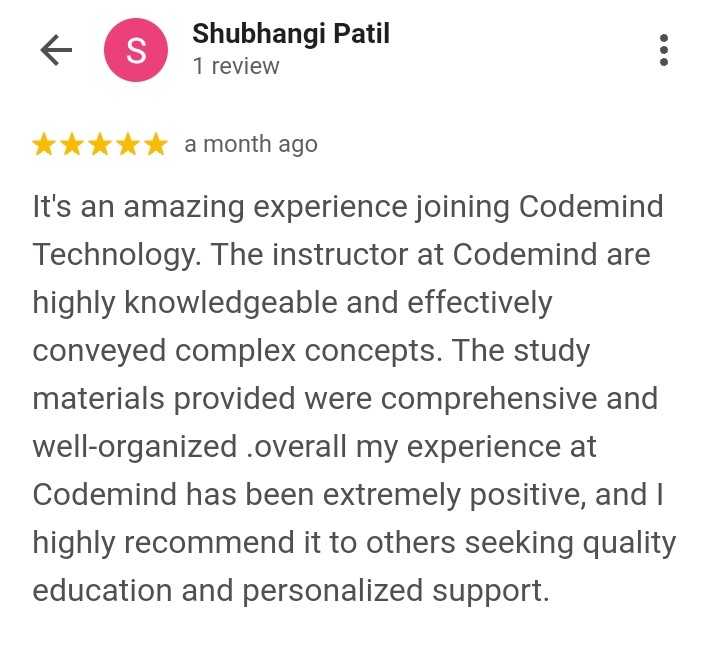 S
Shubhangi Patil
1 review
a month ago
It's an amazing experience joining Codemind
Technology. The instructor at Codemind are
highly knowledgeable and effectively
conveyed complex concepts. The study
materials provided were comprehensive and
well-organized .overall my experience at
Codemind has been extremely positive, and I
highly recommend it to others seeking quality
education and personalized support.